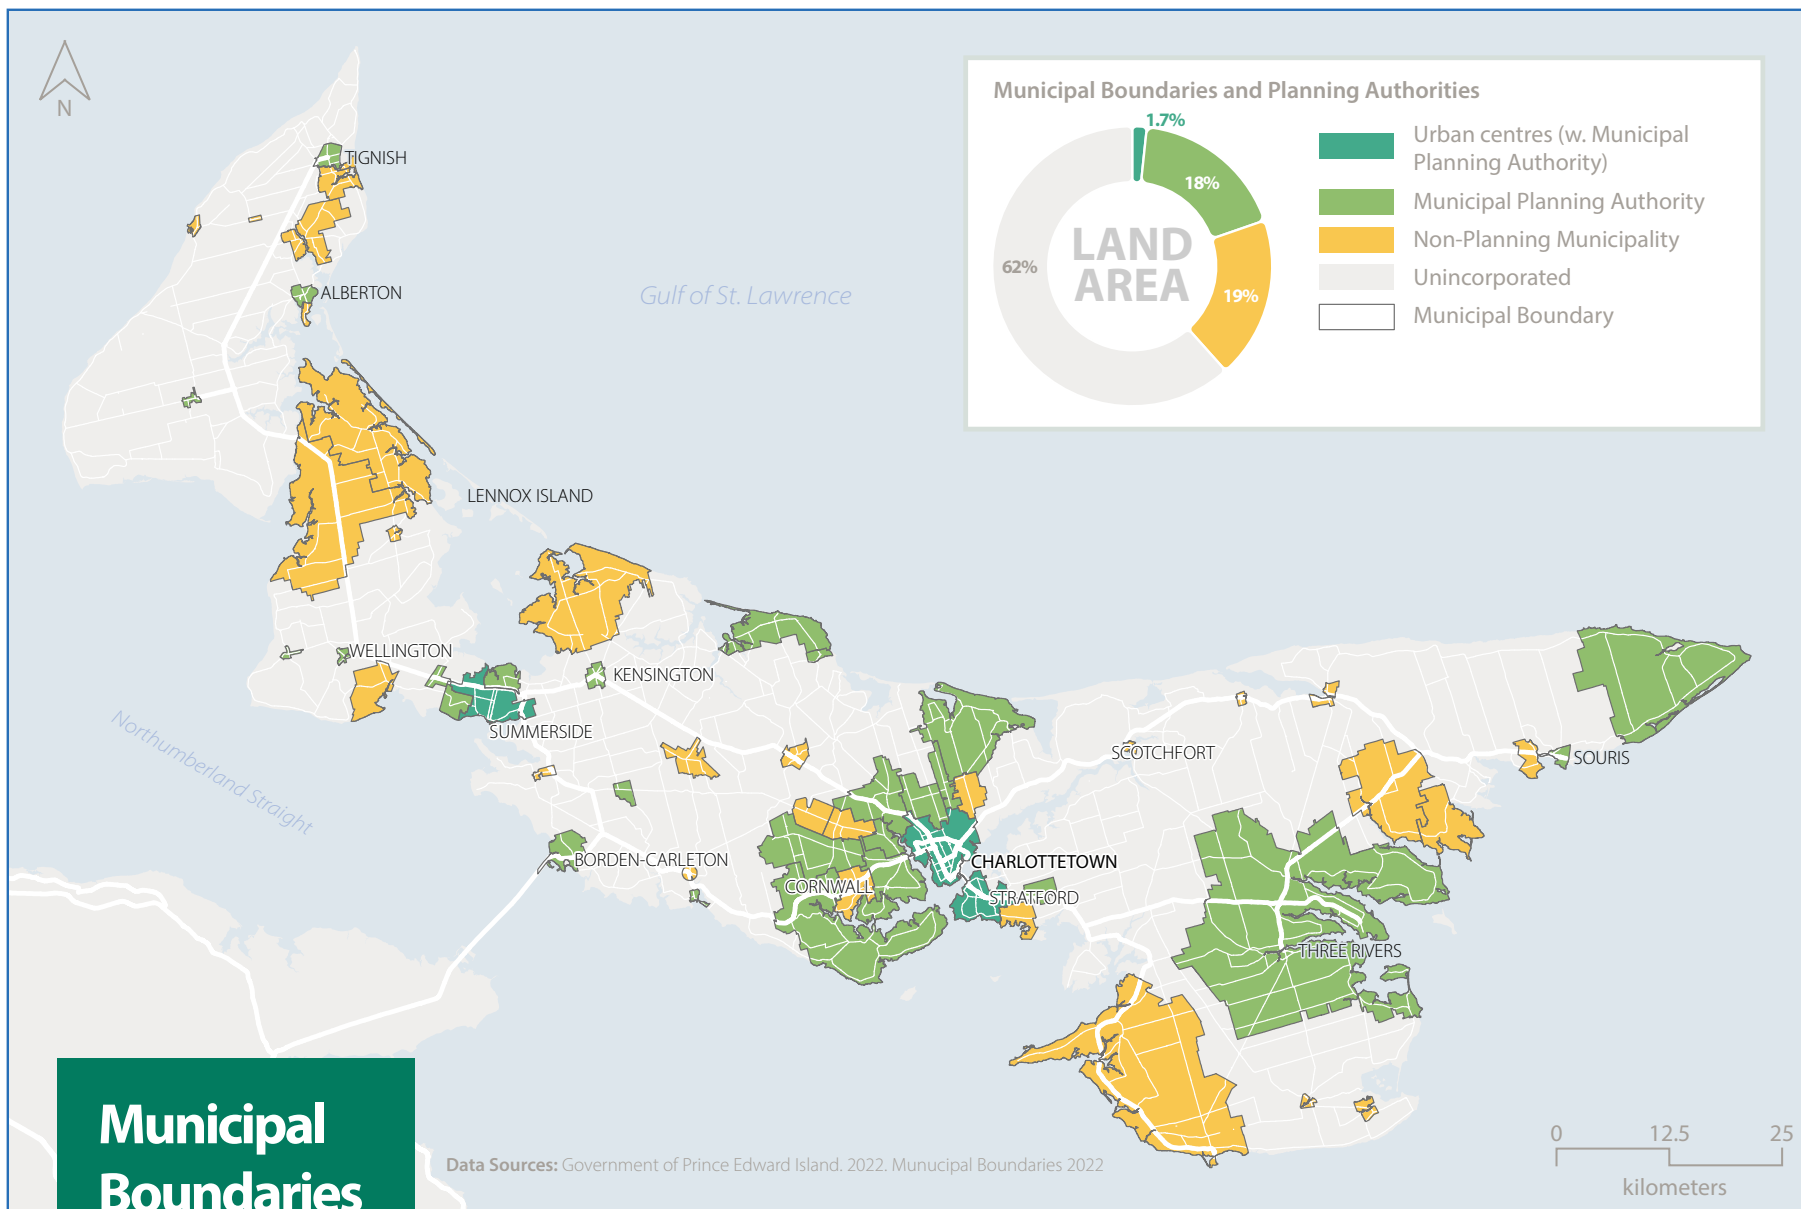 N
Municipal Boundaries and Planning Authorities
1.7%
18%
19%
62%
LAND
AREA
Urban centres (w. Municipal
Planning Authority)
Municipal Planning Authority
Non-Planning Municipality
Unincorporated
Municipal Boundary
TIGNISH
ALBERTON
Gulf of St. Lawrence
LENNOX ISLAND
WELLINGTON
KENSINGTON
SUMMERSIDE
Northumberland Straight
SCOTCHFORT
SOURIS
BORDEN-CARLETON
CHARLOTTETOWN
CORNWALL
STRATFORD
THREE RIVERS
Municipal
Boundaries
Data Sources: Government of Prince Edward Island. 2022. Munucipal Boundaries 2022
0 12.5 25
kilometers